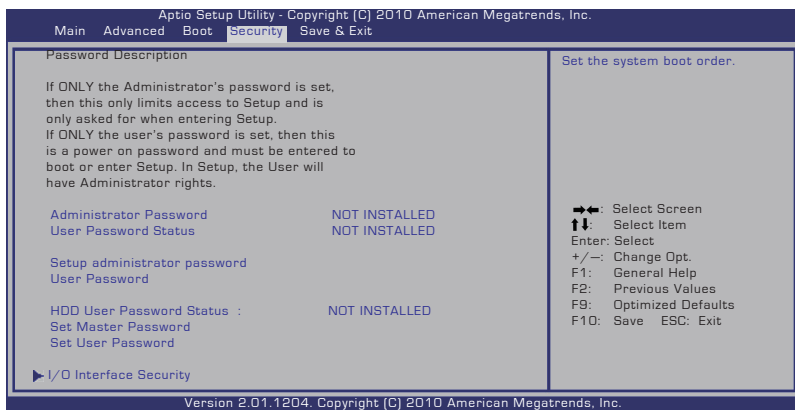 Aptio Setup Utility - Copyright (C) 2010 American Megatrends, Inc.
Main Advanced Boot Security Save & Exit
Password Description
If ONLY the Administrator's password is set,
then this only limits access to Setup and is
only asked for when entering Setup.
If ONLY the user's password is set, then this
is a power on password and must be entered to
boot or enter Setup. In Setup, the User will
have Administrator rights.
Administrator Password NOT INSTALLED
User Password Status NOT INSTALLED
Setup administrator password
User Password
HDD User Password Status : NOT INSTALLED
Set Master Password
Set User Password
I/O Interface Security
Set the system boot order.
→←: Select Screen
↑↓: Select Item
Enter: Select
+/—: Change Opt.
F1: General Help
F2: Previous Values
F9: Optimized Defaults
F10: Save ESC: Exit
Version 2.01.1204. Copyright (C) 2010 American Megatrends, Inc.